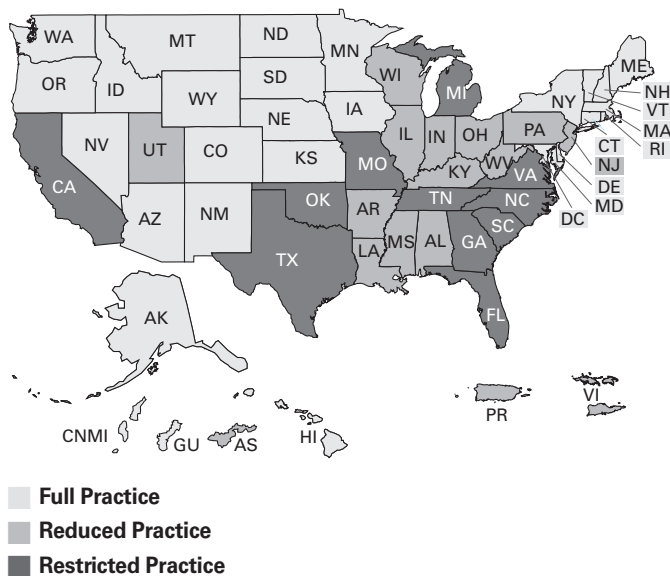 WA
MT
ND
MN
ME
OR
ID
SD
WI
MI
NY
NH
VT
WY
MA
RI
NV
UT
NE
IA
IL
IN
OH
PA
CT
NJ
CO
KS
MO
KY
WV
VA
DE
MD
DC
CA
AZ
NM
OK
AR
TN
NC
SC
TX
LA
MS
AL
GA
FL
AK
CNMI
GU
AS
HI
PR
VI
Full Practice
Reduced Practice
Restricted Practice